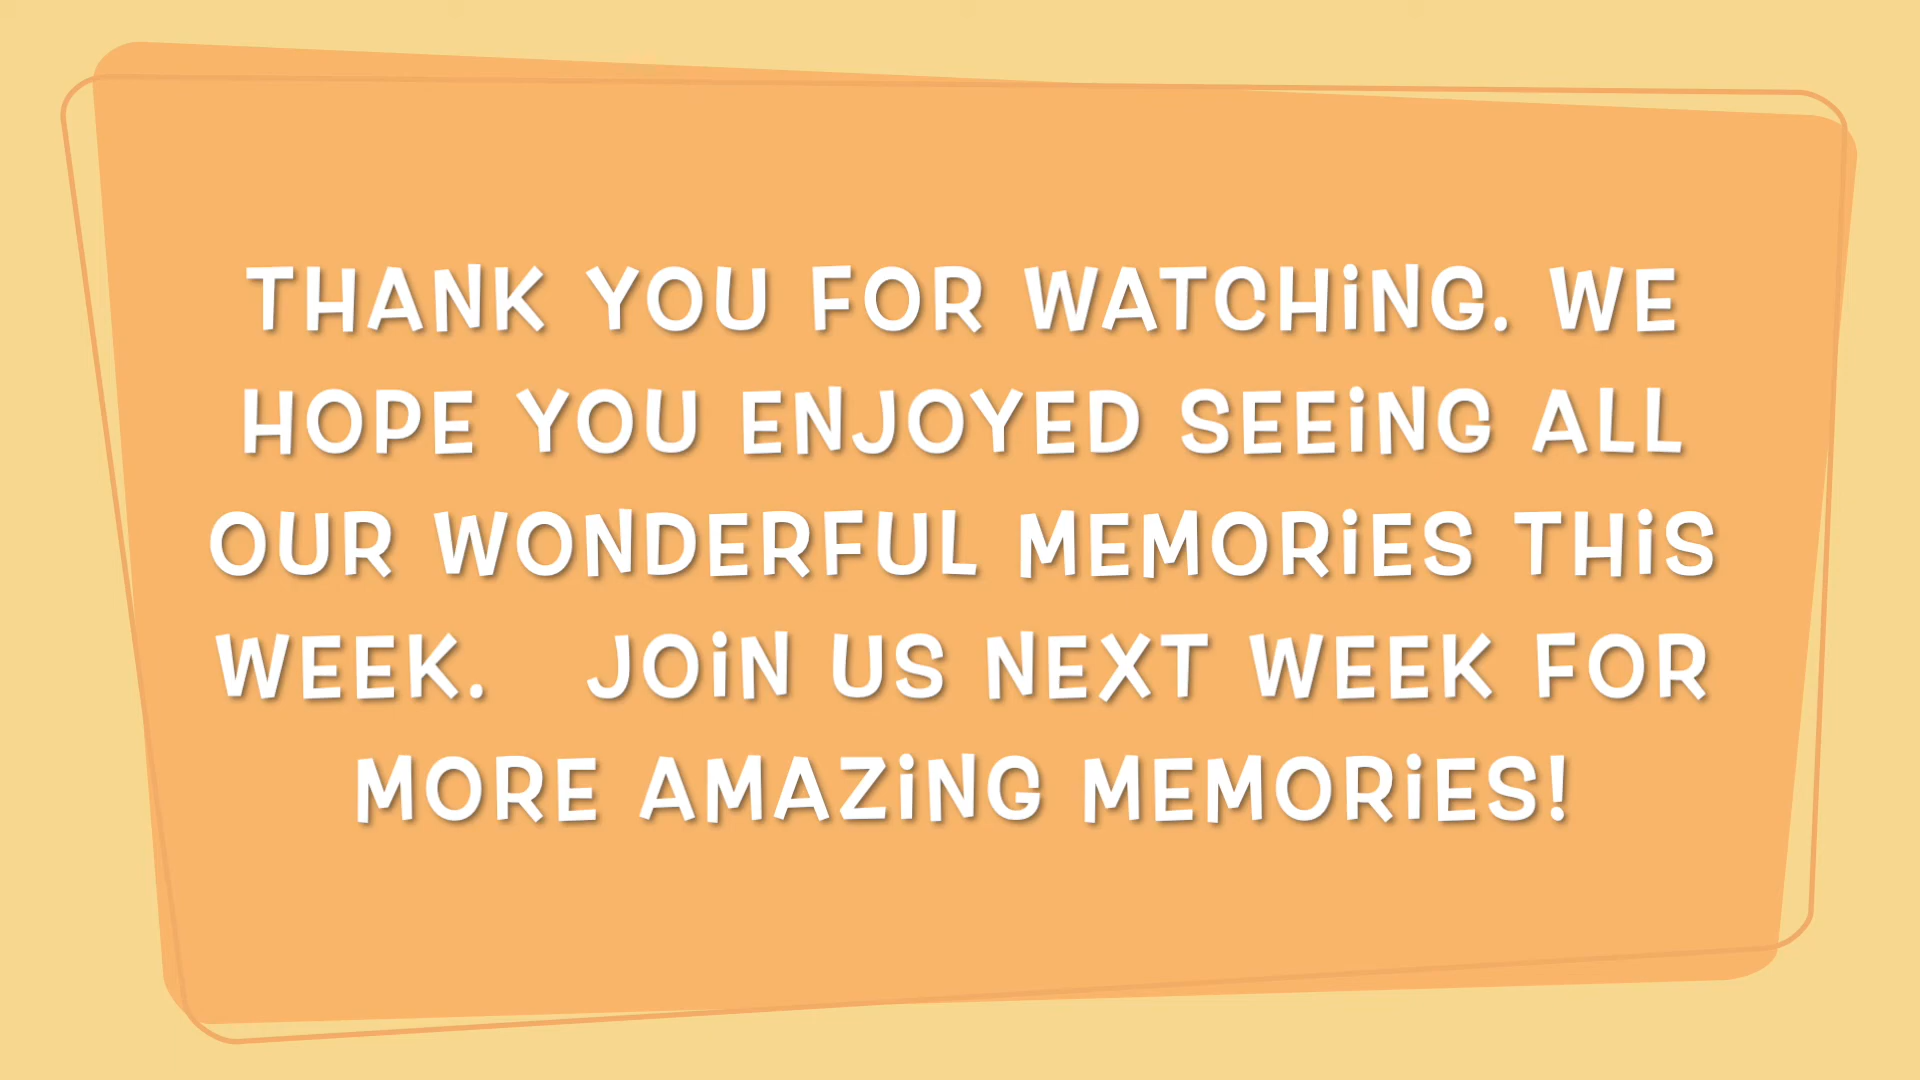 THANK YOU FOR WATCHING. WE
HOPE YOU ENJOYED SEEING ALL
OUR WONDERFUL MEMORIES THIS
WEEK.   JOIN US NEXT WEEK FOR
MORE AMAZING MEMORIES!